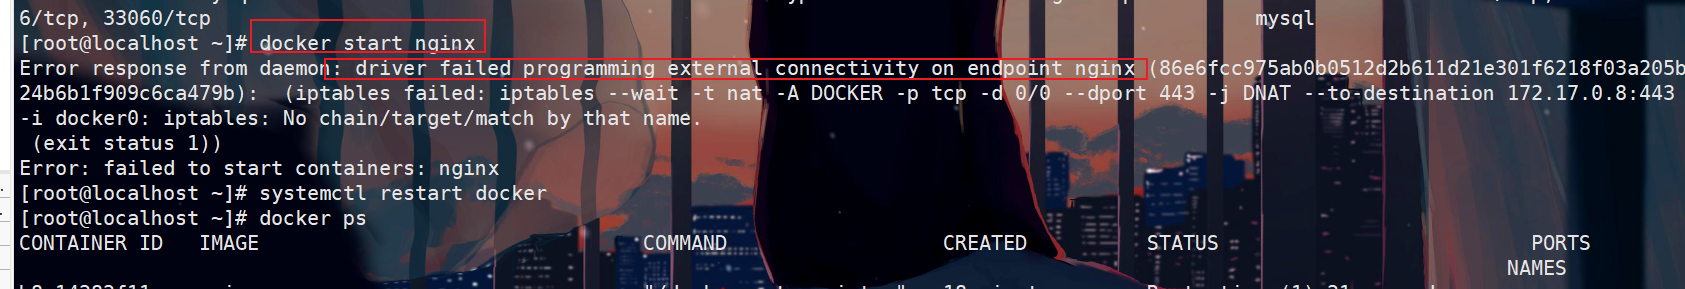 6/tcp, 33060/tcp mysql
[root@localhost ~]# docker start nginx
Error response from daemon: driver failed programming external connectivity on endpoint nginx (86e6fcc975ab0b0512d2b611d21e301f6218f03a205b
24b6b1f909c6ca479b):  (iptables failed: iptables --wait -t nat -A DOCKER -p tcp -d 0/0 --dport 443 -j DNAT --to-destination 172.17.0.8:443
-i docker0: iptables: No chain/target/match by that name.
(exit status 1))
Error: failed to start containers: nginx
[root@localhost ~]# systemctl restart docker
[root@localhost ~]# docker ps
CONTAINER ID IMAGE COMMAND CREATED STATUS PORTS
NAMES